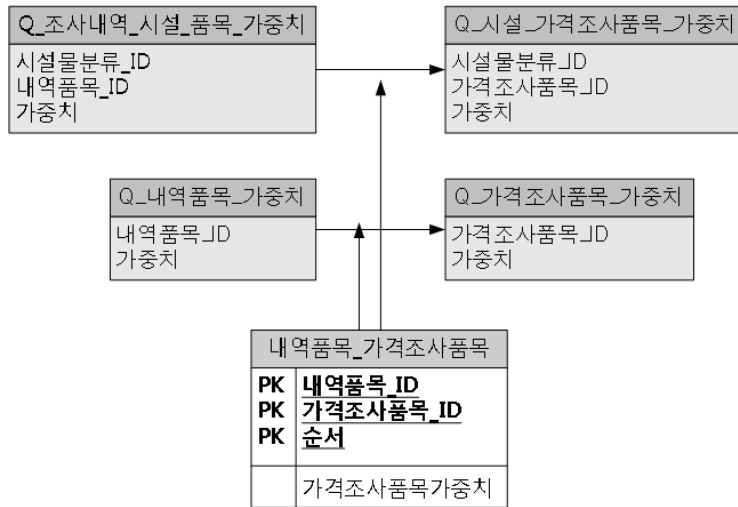 Q_조사내역_시설_품목_가중치
시설물분류_ID
내역품목_ID
가중치
Q_시설_가격조사품목_가중치
시설물분류_ID
가격조사품목_ID
가중치
Q_내역품목_가중치
내역품목_ID
가중치
Q_가격조사품목_가중치
가격조사품목_ID
가중치
내역품목_가격조사품목
PK 내역품목_ID
PK 가격조사품목_ID
PK 순서
가격조사품목가중치